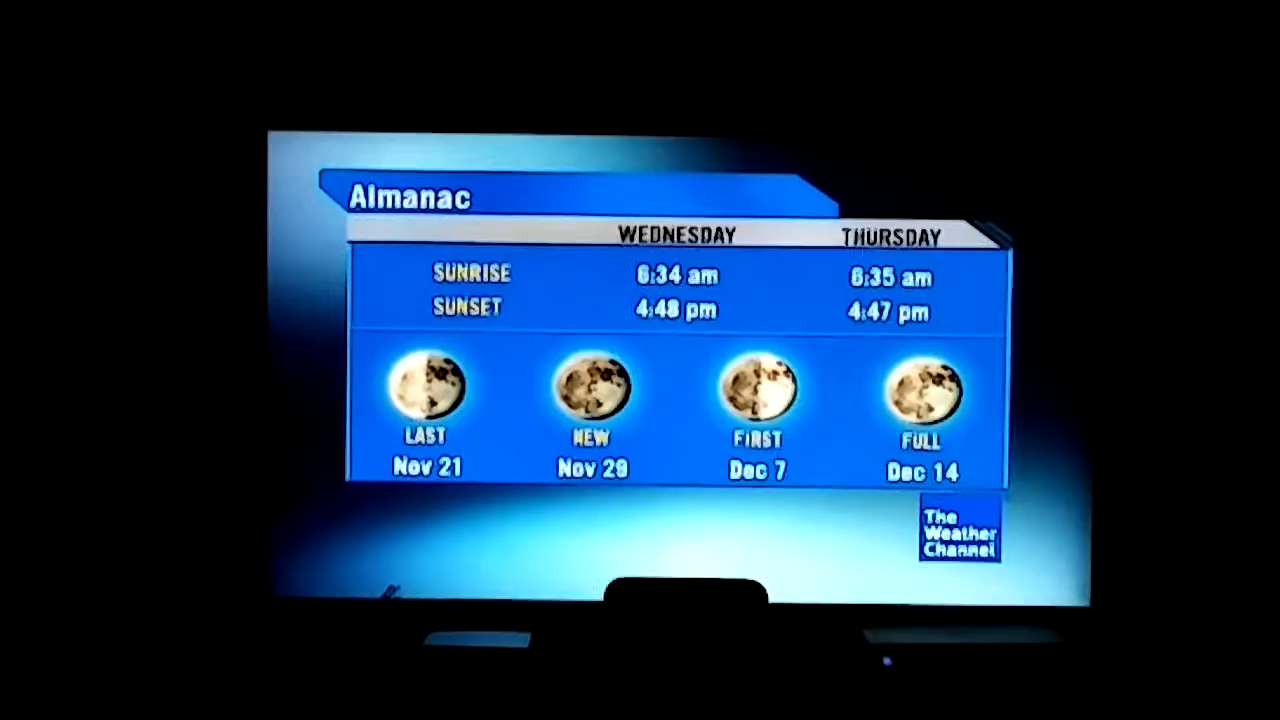 Almanac
WEDNESDAY THURSDAY
SUNRISE 6:34 am 6:35 am
SUNSET 4:48 pm 4:47 pm
LAST NEW FIRST FULL
Nov 21 Nov 29 Dec 7 Dec 14
The
Weather
Channel